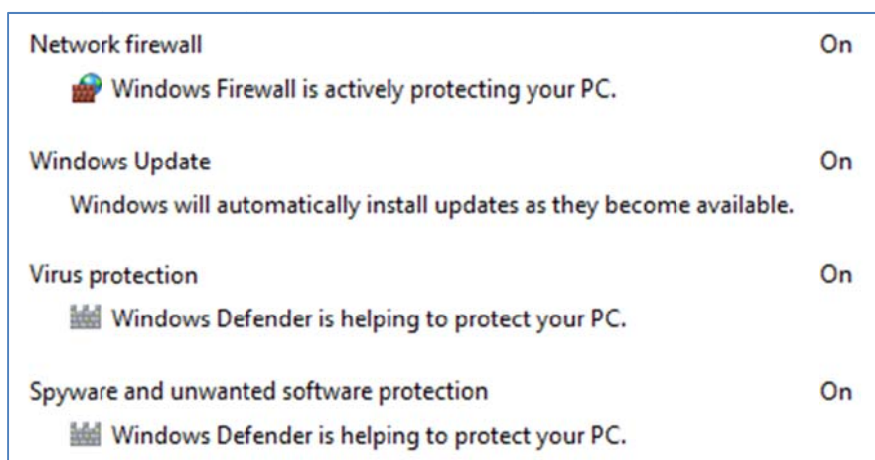 Network firewall On
Windows Firewall is actively protecting your PC.
Windows Update On
Windows will automatically install updates as they become available.
Virus protection On
Windows Defender is helping to protect your PC.
Spyware and unwanted software protection On
Windows Defender is helping to protect your PC.